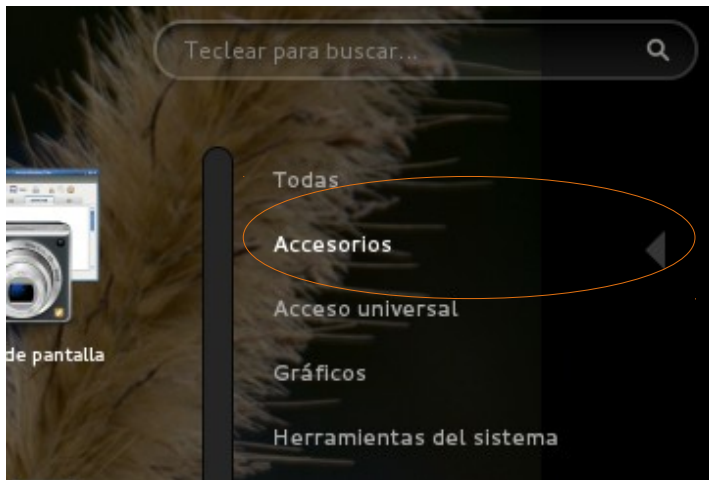 Teclear para buscar...
Todas
Accesorios
Acceso universal
de pantalla
Gráficos
Herramientas del sistema